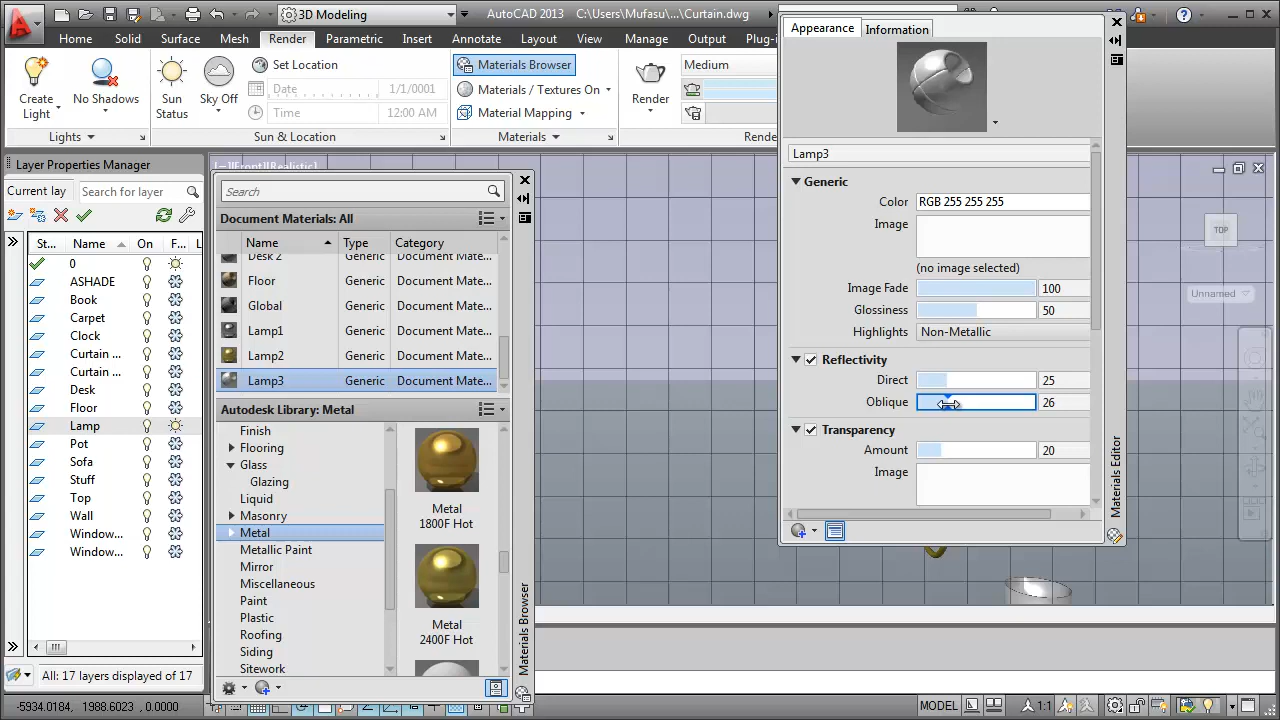 3D Modeling
AutoCAD 2013 C:\Users\Mufasu\...\Curtain.dwg
Home Solid Surface Mesh Render Parametric Insert Annotate Layout View Manage Output Plug-i
Create Light
No Shadows
Sun Status
Sky Off
Set Location
Date 1/1/0001
Time 12:00 AM
Materials Browser
Materials / Textures On
Material Mapping
Render
Medium
Lights
Sun & Location
Materials
Rende
Layer Properties Manager
Current lay
Search for layer
St... Name On F... L
0
ASHADE
Book
Carpet
Clock
Curtain ...
Curtain ...
Desk
Floor
Lamp
Pot
Sofa
Stuff
Top
Wall
Window...
Window...
All: 17 layers displayed of 17
[-][Front][Realistic]
Search
Document Materials: All
Name Type Category
Desk 2 Generic Document Mate...
Floor Generic Document Mate...
Global Generic Document Mate...
Lamp1 Generic Document Mate...
Lamp2 Generic Document Mate...
Lamp3 Generic Document Mate...
Autodesk Library: Metal
Finish
Flooring
Glass
Glazing
Liquid
Masonry
Metal
Metallic Paint
Mirror
Miscellaneous
Paint
Plastic
Roofing
Siding
Sitework
Metal
1800F Hot
Metal
2400F Hot
Materials Browser
Appearance Information
Lamp3
Generic
Color RGB 255 255 255
Image
(no image selected)
Image Fade 100
Glossiness 50
Highlights Non-Metallic
Reflectivity
Direct 25
Oblique 26
Transparency
Amount 20
Image
Materials Editor
TOP
Unnamed
-5934.0184, 1988.6023, 0.0000
MODEL
1:1